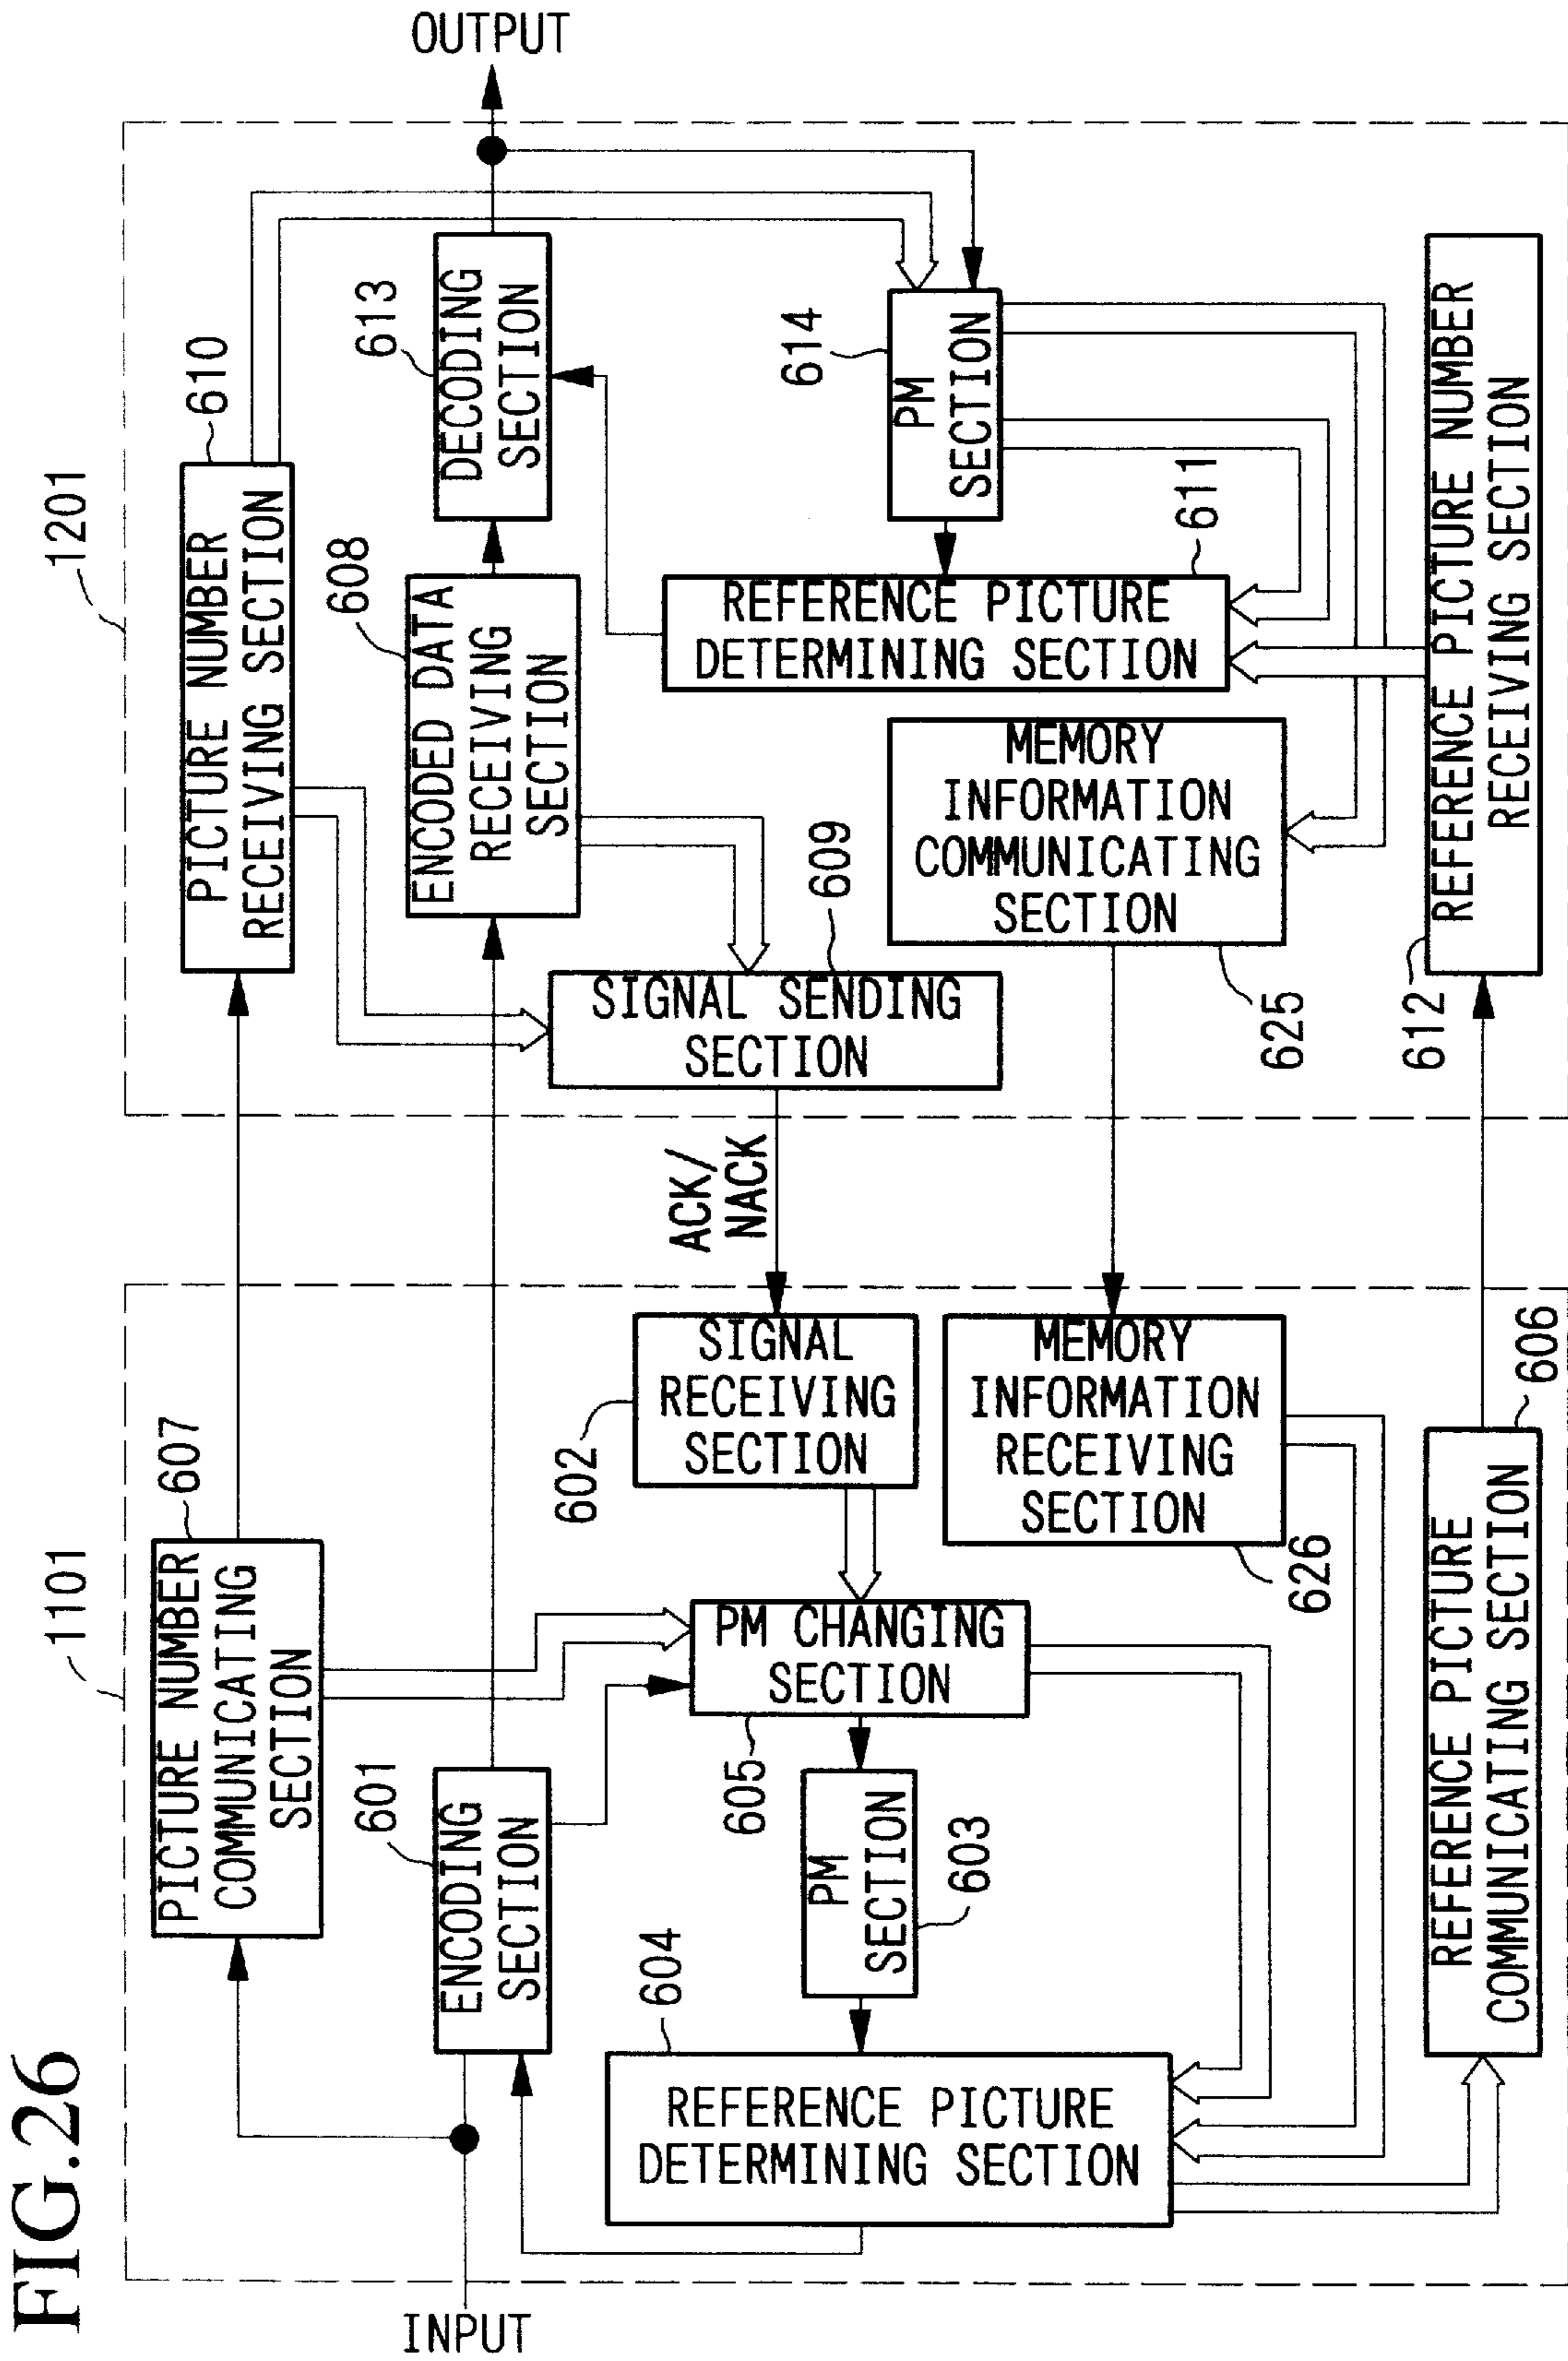 FIG.26
1101
1201
PICTURE NUMBER
COMMUNICATING
SECTION
607
PICTURE NUMBER
RECEIVING SECTION
610
INPUT
ENCODING
SECTION
601
ENCODED DATA
RECEIVING
SECTION
608
DECODING
SECTION
613
OUTPUT
SIGNAL SENDING
SECTION
609
ACK/
NACK
SIGNAL
RECEIVING
SECTION
602
PM CHANGING
SECTION
605
PM
SECTION
603
REFERENCE PICTURE
DETERMINING SECTION
604
REFERENCE PICTURE
DETERMINING SECTION
611
PM
SECTION
614
MEMORY
INFORMATION
RECEIVING
SECTION
626
MEMORY
INFORMATION
COMMUNICATING
SECTION
625
REFERENCE PICTURE
COMMUNICATING SECTION
606
REFERENCE PICTURE NUMBER
RECEIVING SECTION
612